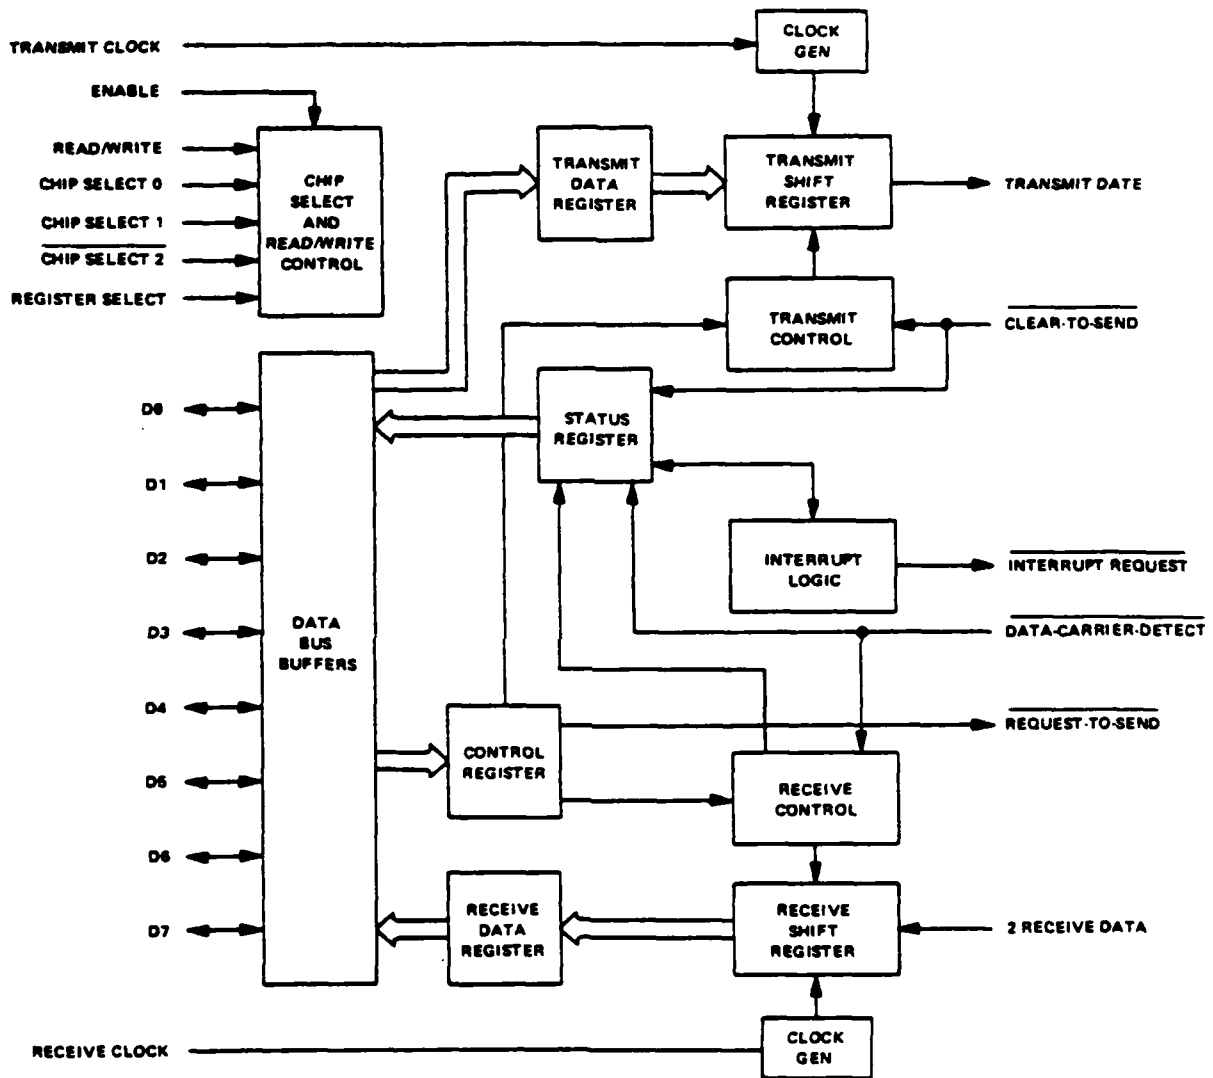 TRANSMIT CLOCK
CLOCK
GEN
ENABLE
READ/WRITE
CHIP SELECT 0
CHIP SELECT 1
CHIP SELECT 2
REGISTER SELECT
CHIP
SELECT
AND
READ/WRITE
CONTROL
TRANSMIT
DATA
REGISTER
TRANSMIT
SHIFT
REGISTER
TRANSMIT DATE
TRANSMIT
CONTROL
CLEAR-TO-SEND
STATUS
REGISTER
D0
D1
D2
D3
D4
D5
D6
D7
DATA
BUS
BUFFERS
INTERRUPT
LOGIC
INTERRUPT REQUEST
DATA-CARRIER-DETECT
REQUEST-TO-SEND
CONTROL
REGISTER
RECEIVE
CONTROL
RECEIVE
DATA
REGISTER
RECEIVE
SHIFT
REGISTER
2 RECEIVE DATA
RECEIVE CLOCK
CLOCK
GEN